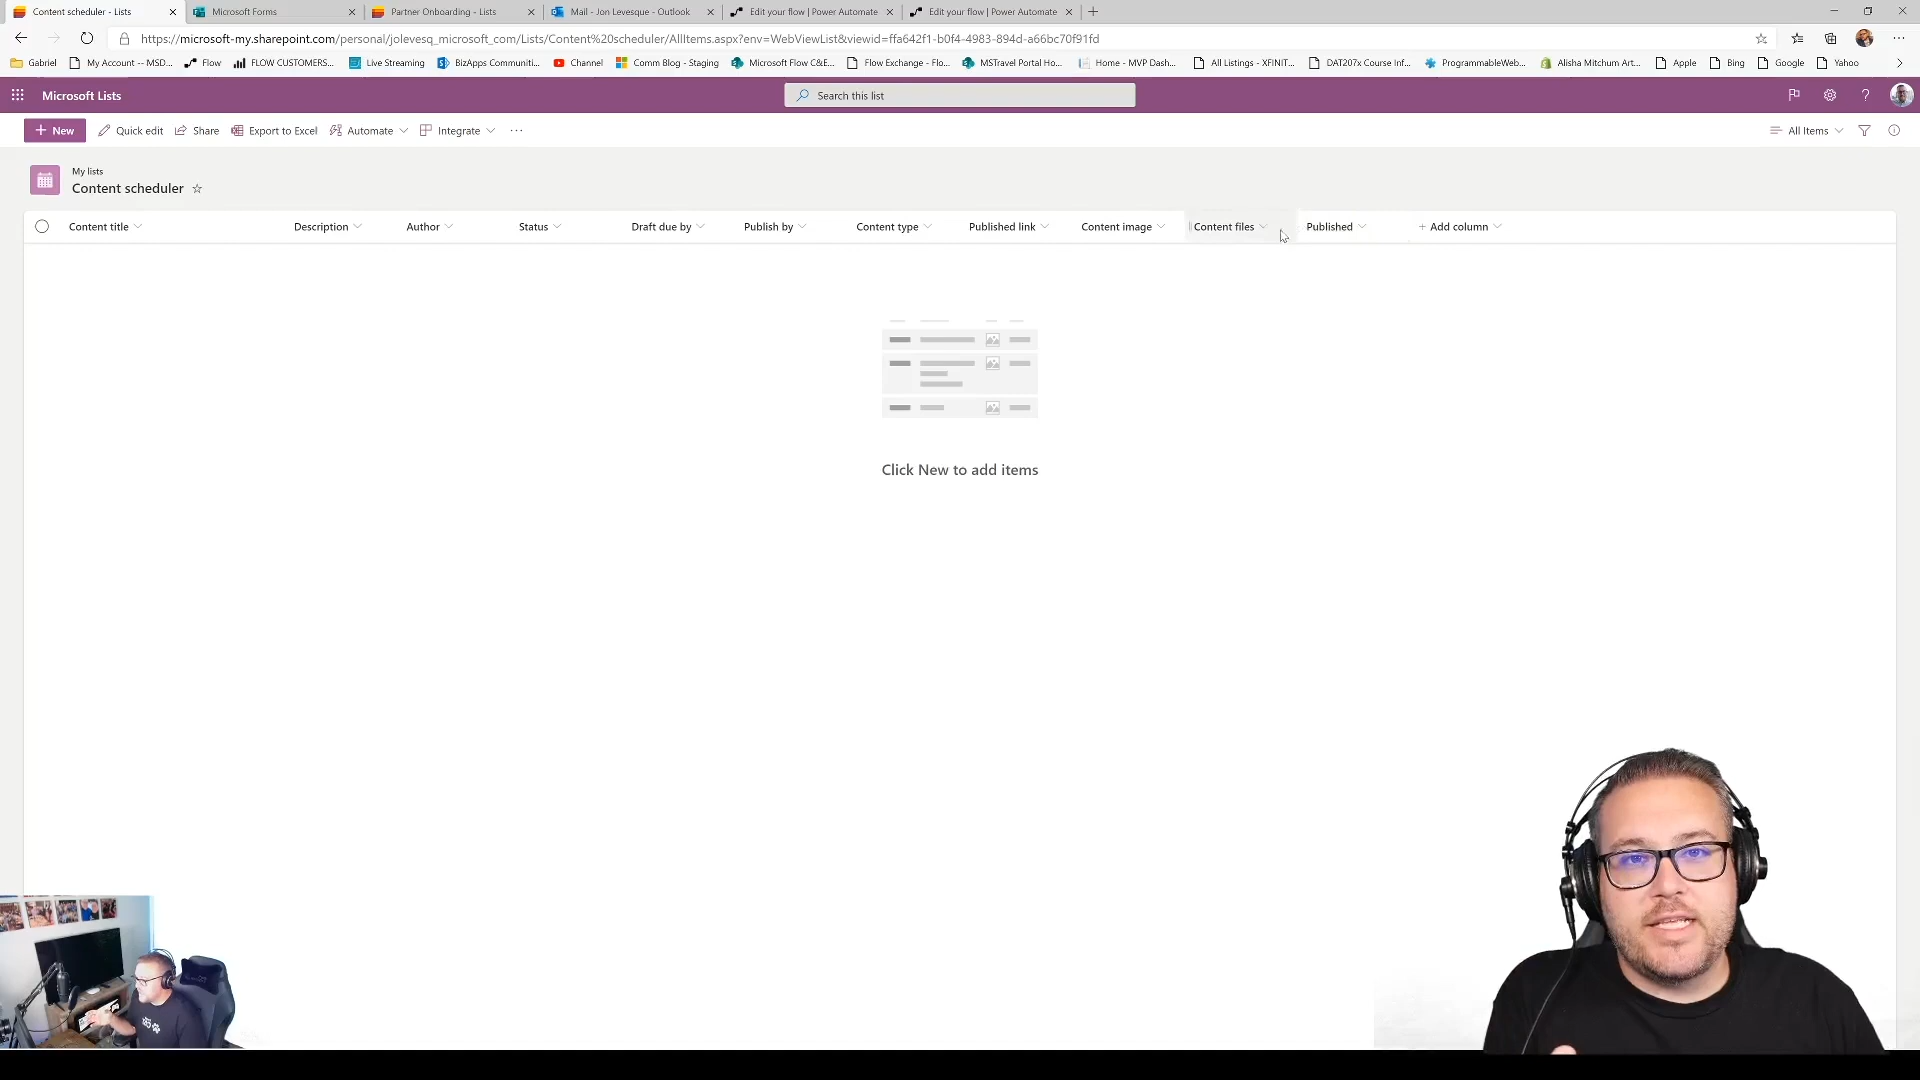 Content scheduler - Lists
Microsoft Forms
Partner Onboarding - Lists
Mail - Jon Levesque - Outlook
Edit your flow | Power Automate
Edit your flow | Power Automate
https://microsoft-my.sharepoint.com/personal/jolevesq_microsoft_com/Lists/Content%20scheduler/AllItems.aspx?env=WebViewList&viewid=ffa642f1-b0f4-4983-894d-a66bc70f91fd
Gabriel
My Account -- MSD...
Flow
FLOW CUSTOMERS...
Live Streaming
BizApps Communiti...
Channel
Comm Blog - Staging
Microsoft Flow C&E...
Flow Exchange - Flo...
MSTravel Portal Ho...
Home - MVP Dash...
All Listings - XFINIT...
DAT207x Course Inf...
ProgrammableWeb...
Alisha Mitchum Art...
Apple
Bing
Google
Yahoo
Microsoft Lists
Search this list
New
Quick edit
Share
Export to Excel
Automate
Integrate
All Items
My lists
Content scheduler
Content title
Description
Author
Status
Draft due by
Publish by
Content type
Published link
Content image
Content files
Published
+ Add column
Click New to add items